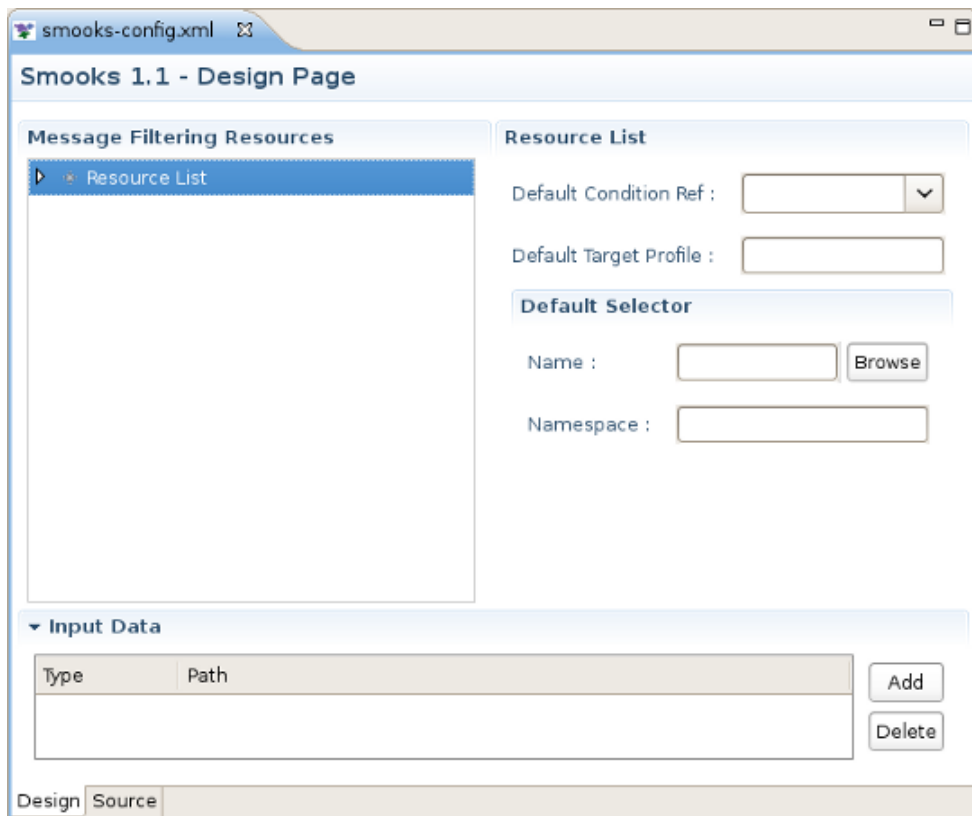 smooks-config.xml
Smooks 1.1 - Design Page
Message Filtering Resources
Resource List
Resource List
Default Condition Ref :
Default Target Profile :
Default Selector
Name :
Browse
Namespace :
Input Data
Type Path
Add
Delete
Design Source